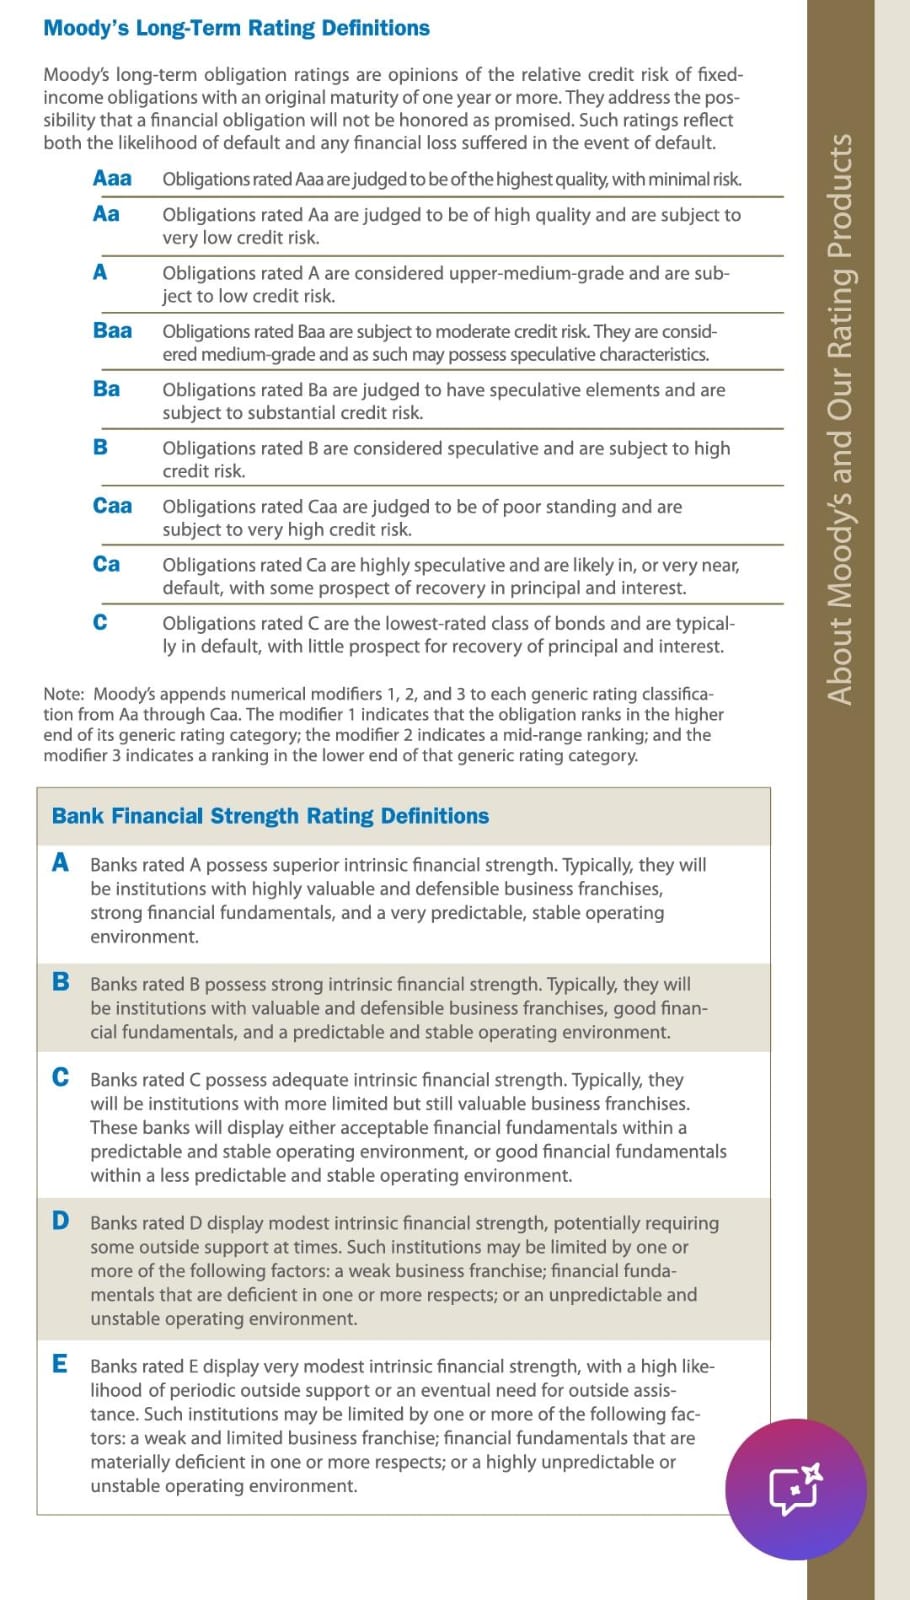 Moody's Long-Term Rating Definitions
Moody's long-term obligation ratings are opinions of the relative credit risk of fixed-
income obligations with an original maturity of one year or more. They address the pos-
sibility that a financial obligation will not be honored as promised. Such ratings reflect
both the likelihood of default and any financial loss suffered in the event of default.
Aaa Obligations rated Aaa are judged to be of the highest quality, with minimal risk.
Aa Obligations rated Aa are judged to be of high quality and are subject to
very low credit risk.
A Obligations rated A are considered upper-medium-grade and are sub-
ject to low credit risk.
Baa Obligations rated Baa are subject to moderate credit risk. They are consid-
ered medium-grade and as such may possess speculative characteristics.
Ba Obligations rated Ba are judged to have speculative elements and are
subject to substantial credit risk.
B Obligations rated B are considered speculative and are subject to high
credit risk.
Caa Obligations rated Caa are judged to be of poor standing and are
subject to very high credit risk.
Ca Obligations rated Ca are highly speculative and are likely in, or very near,
default, with some prospect of recovery in principal and interest.
C Obligations rated C are the lowest-rated class of bonds and are typical-
ly in default, with little prospect for recovery of principal and interest.
Note: Moody's appends numerical modifiers 1, 2, and 3 to each generic rating classifica-
tion from Aa through Caa. The modifier 1 indicates that the obligation ranks in the higher
end of its generic rating category; the modifier 2 indicates a mid-range ranking; and the
modifier 3 indicates a ranking in the lower end of that generic rating category.
Bank Financial Strength Rating Definitions
A Banks rated A possess superior intrinsic financial strength. Typically, they will
be institutions with highly valuable and defensible business franchises,
strong financial fundamentals, and a very predictable, stable operating
environment.
B Banks rated B possess strong intrinsic financial strength. Typically, they will
be institutions with valuable and defensible business franchises, good finan-
cial fundamentals, and a predictable and stable operating environment.
C Banks rated C possess adequate intrinsic financial strength. Typically, they
will be institutions with more limited but still valuable business franchises.
These banks will display either acceptable financial fundamentals within a
predictable and stable operating environment, or good financial fundamentals
within a less predictable and stable operating environment.
D Banks rated D display modest intrinsic financial strength, potentially requiring
some outside support at times. Such institutions may be limited by one or
more of the following factors: a weak business franchise; financial funda-
mentals that are deficient in one or more respects; or an unpredictable and
unstable operating environment.
E Banks rated E display very modest intrinsic financial strength, with a high like-
lihood of periodic outside support or an eventual need for outside assis-
tance. Such institutions may be limited by one or more of the following fac-
tors: a weak and limited business franchise; financial fundamentals that are
materially deficient in one or more respects; or a highly unpredictable or
unstable operating environment.
About Moody's and Our Rating Products